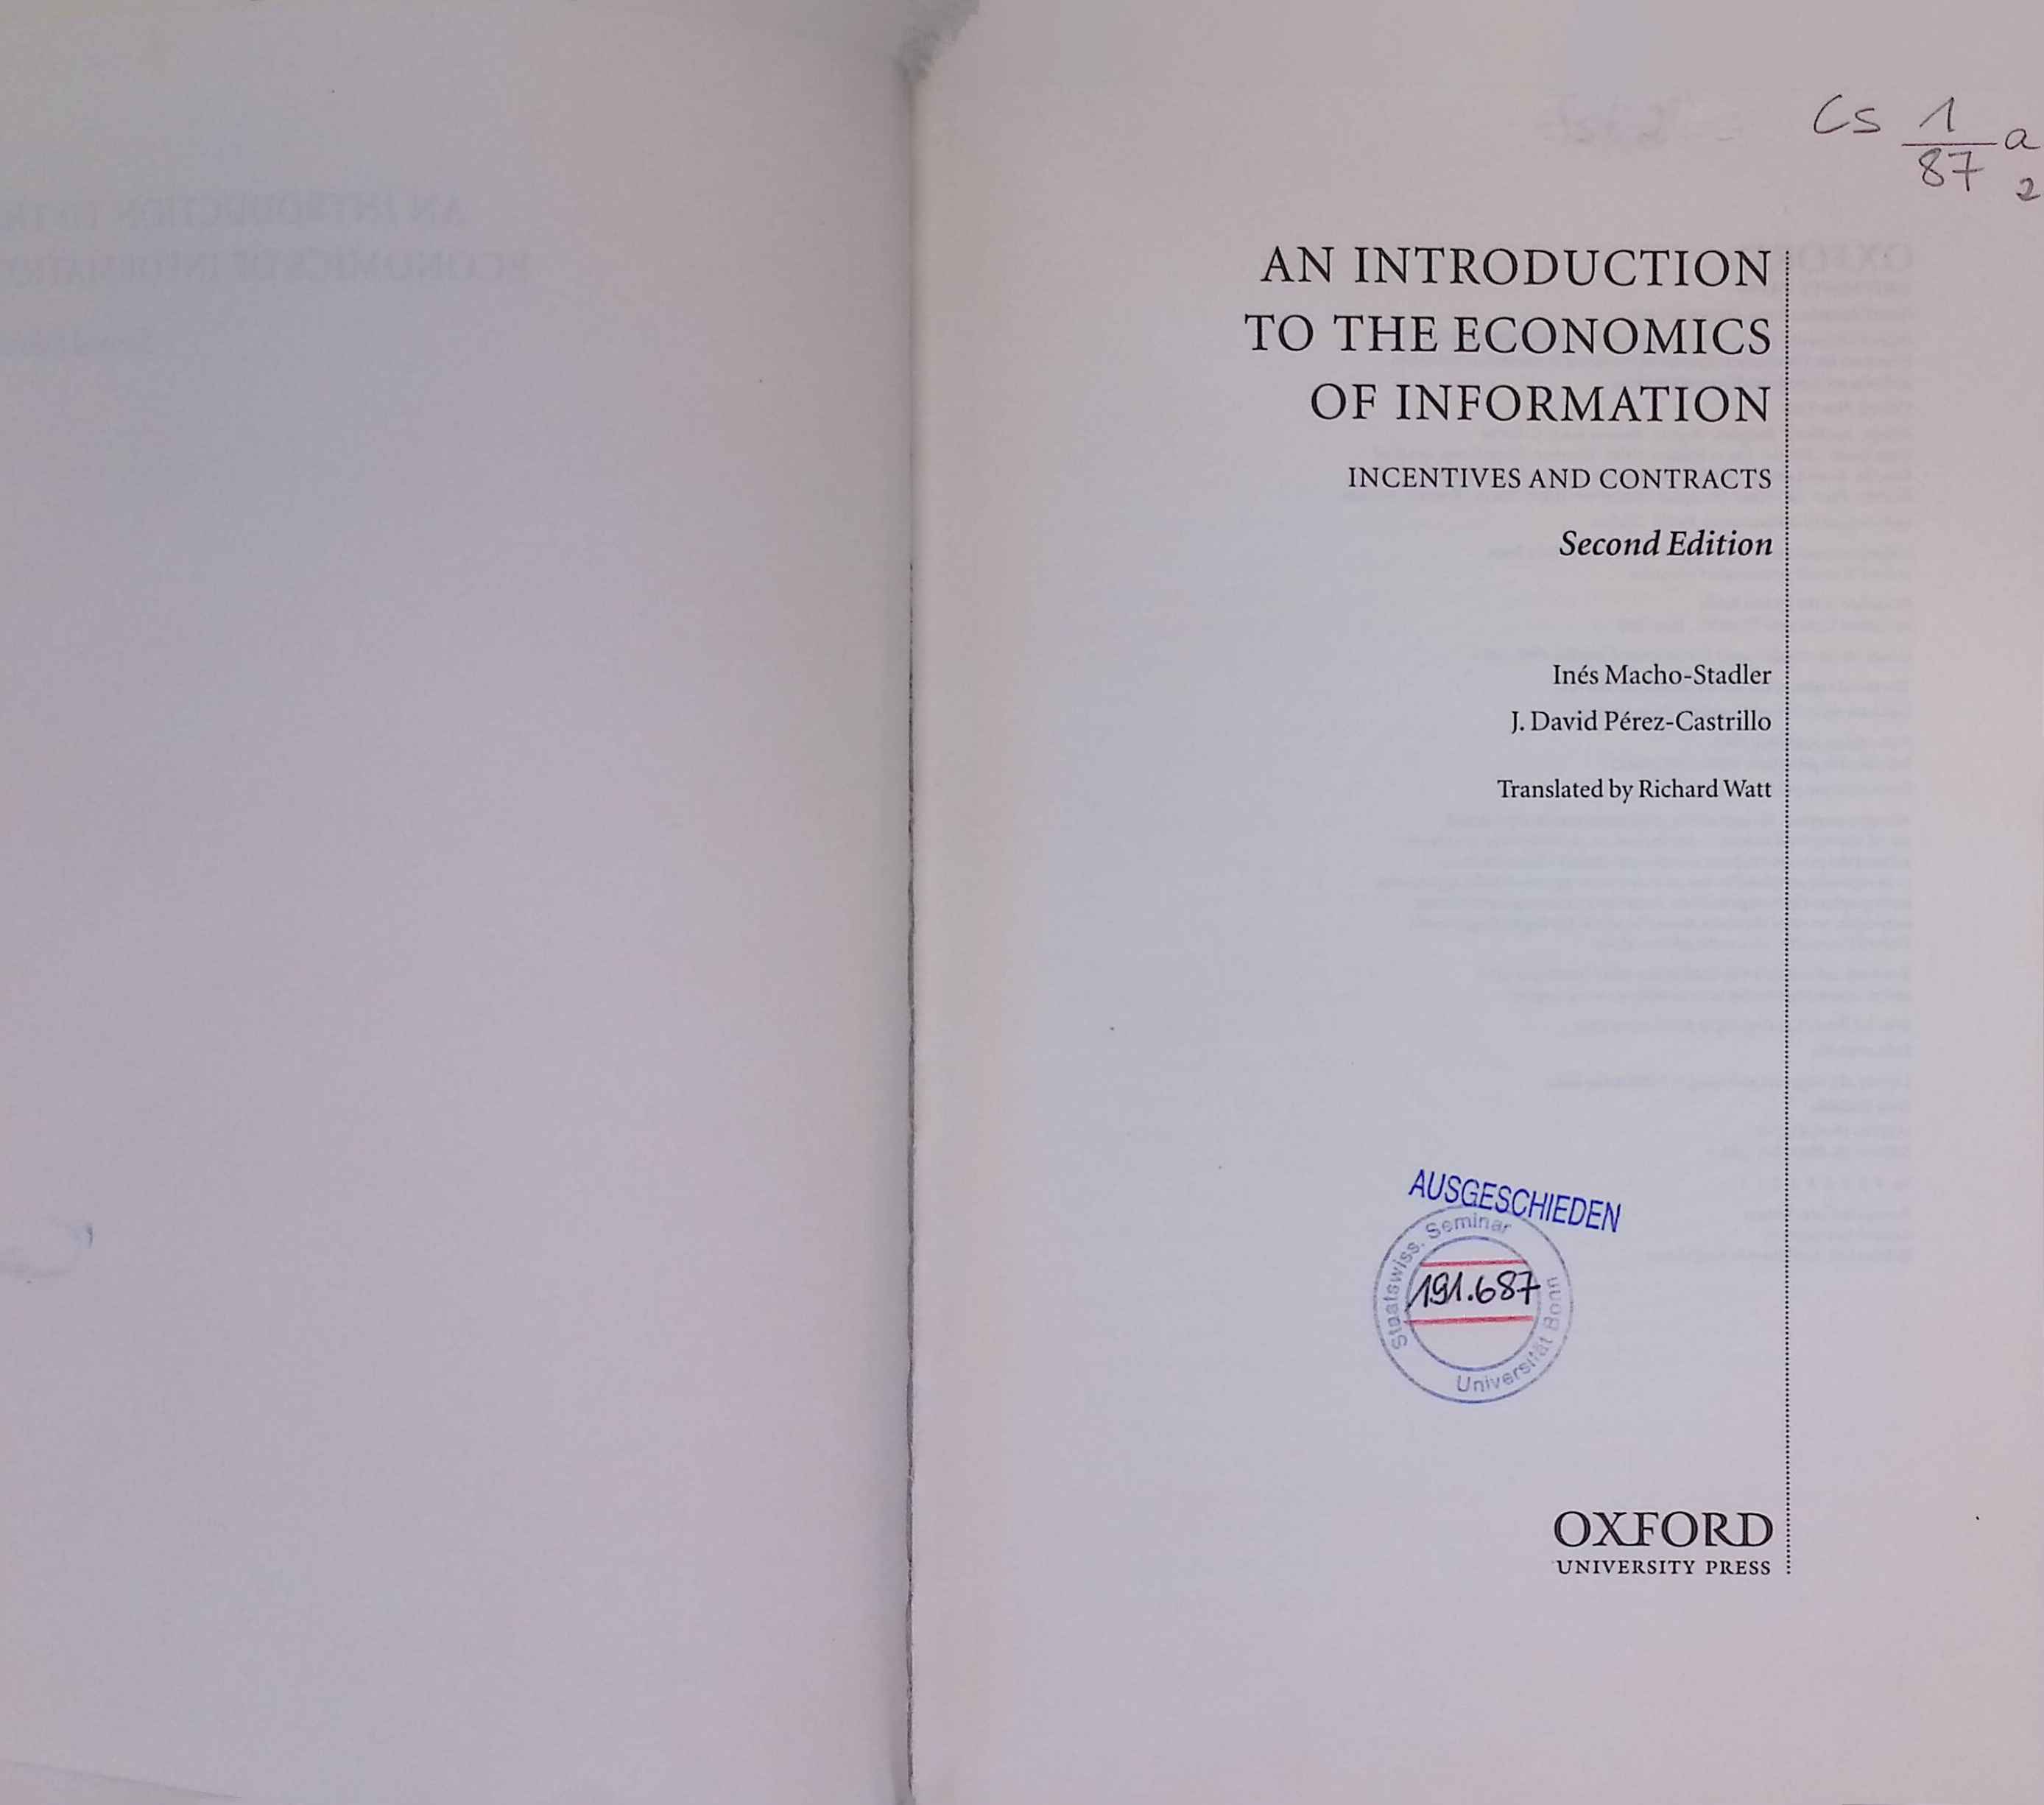 Cs 1/87 a 2
AN INTRODUCTION
TO THE ECONOMICS
OF INFORMATION
INCENTIVES AND CONTRACTS
Second Edition
Inés Macho-Stadler
J. David Pérez-Castrillo
Translated by Richard Watt
AUSGESCHIEDEN
Staatswiss. Seminar
191.687
Universität Bonn
OXFORD
UNIVERSITY PRESS